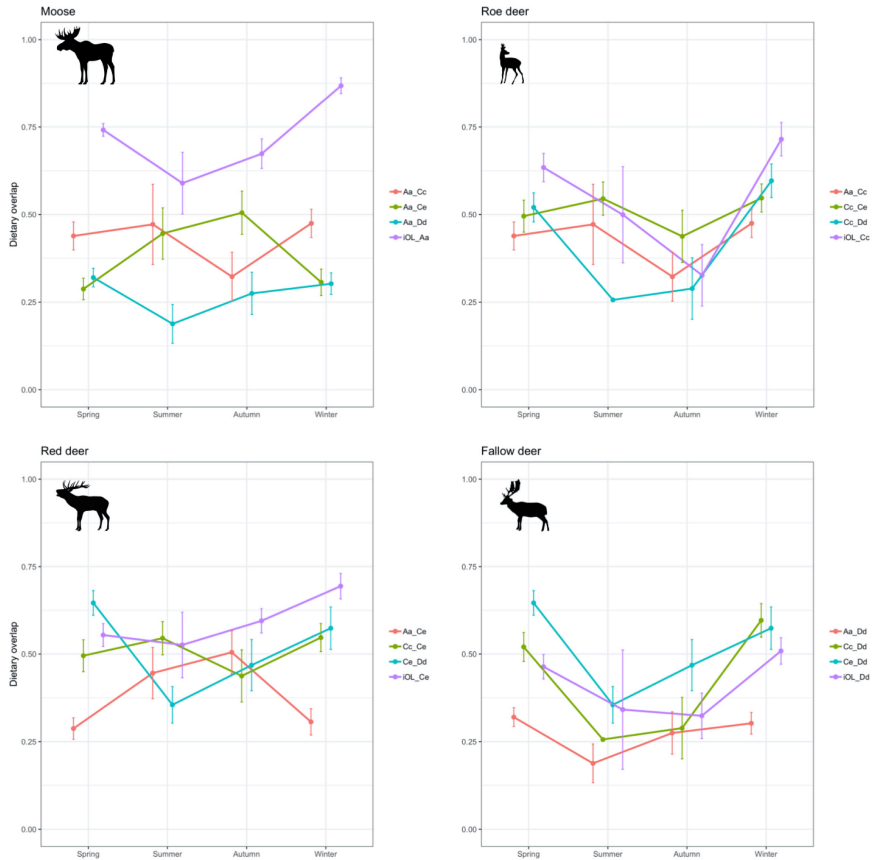 Moose
Dietary overlap
1.00
0.75
0.50
0.25
0.00
Spring Summer Autumn Winter
Aa_Cc
Aa_Ce
Aa_Dd
iOL_Aa
Roe deer
1.00
0.75
0.50
0.25
0.00
Spring Summer Autumn Winter
Aa_Cc
Cc_Ce
Cc_Dd
iOL_Cc
Red deer
Dietary overlap
1.00
0.75
0.50
0.25
0.00
Spring Summer Autumn Winter
Aa_Ce
Cc_Ce
Ce_Dd
iOL_Ce
Fallow deer
1.00
0.75
0.50
0.25
0.00
Spring Summer Autumn Winter
Aa_Dd
Cc_Dd
Ce_Dd
iOL_Dd